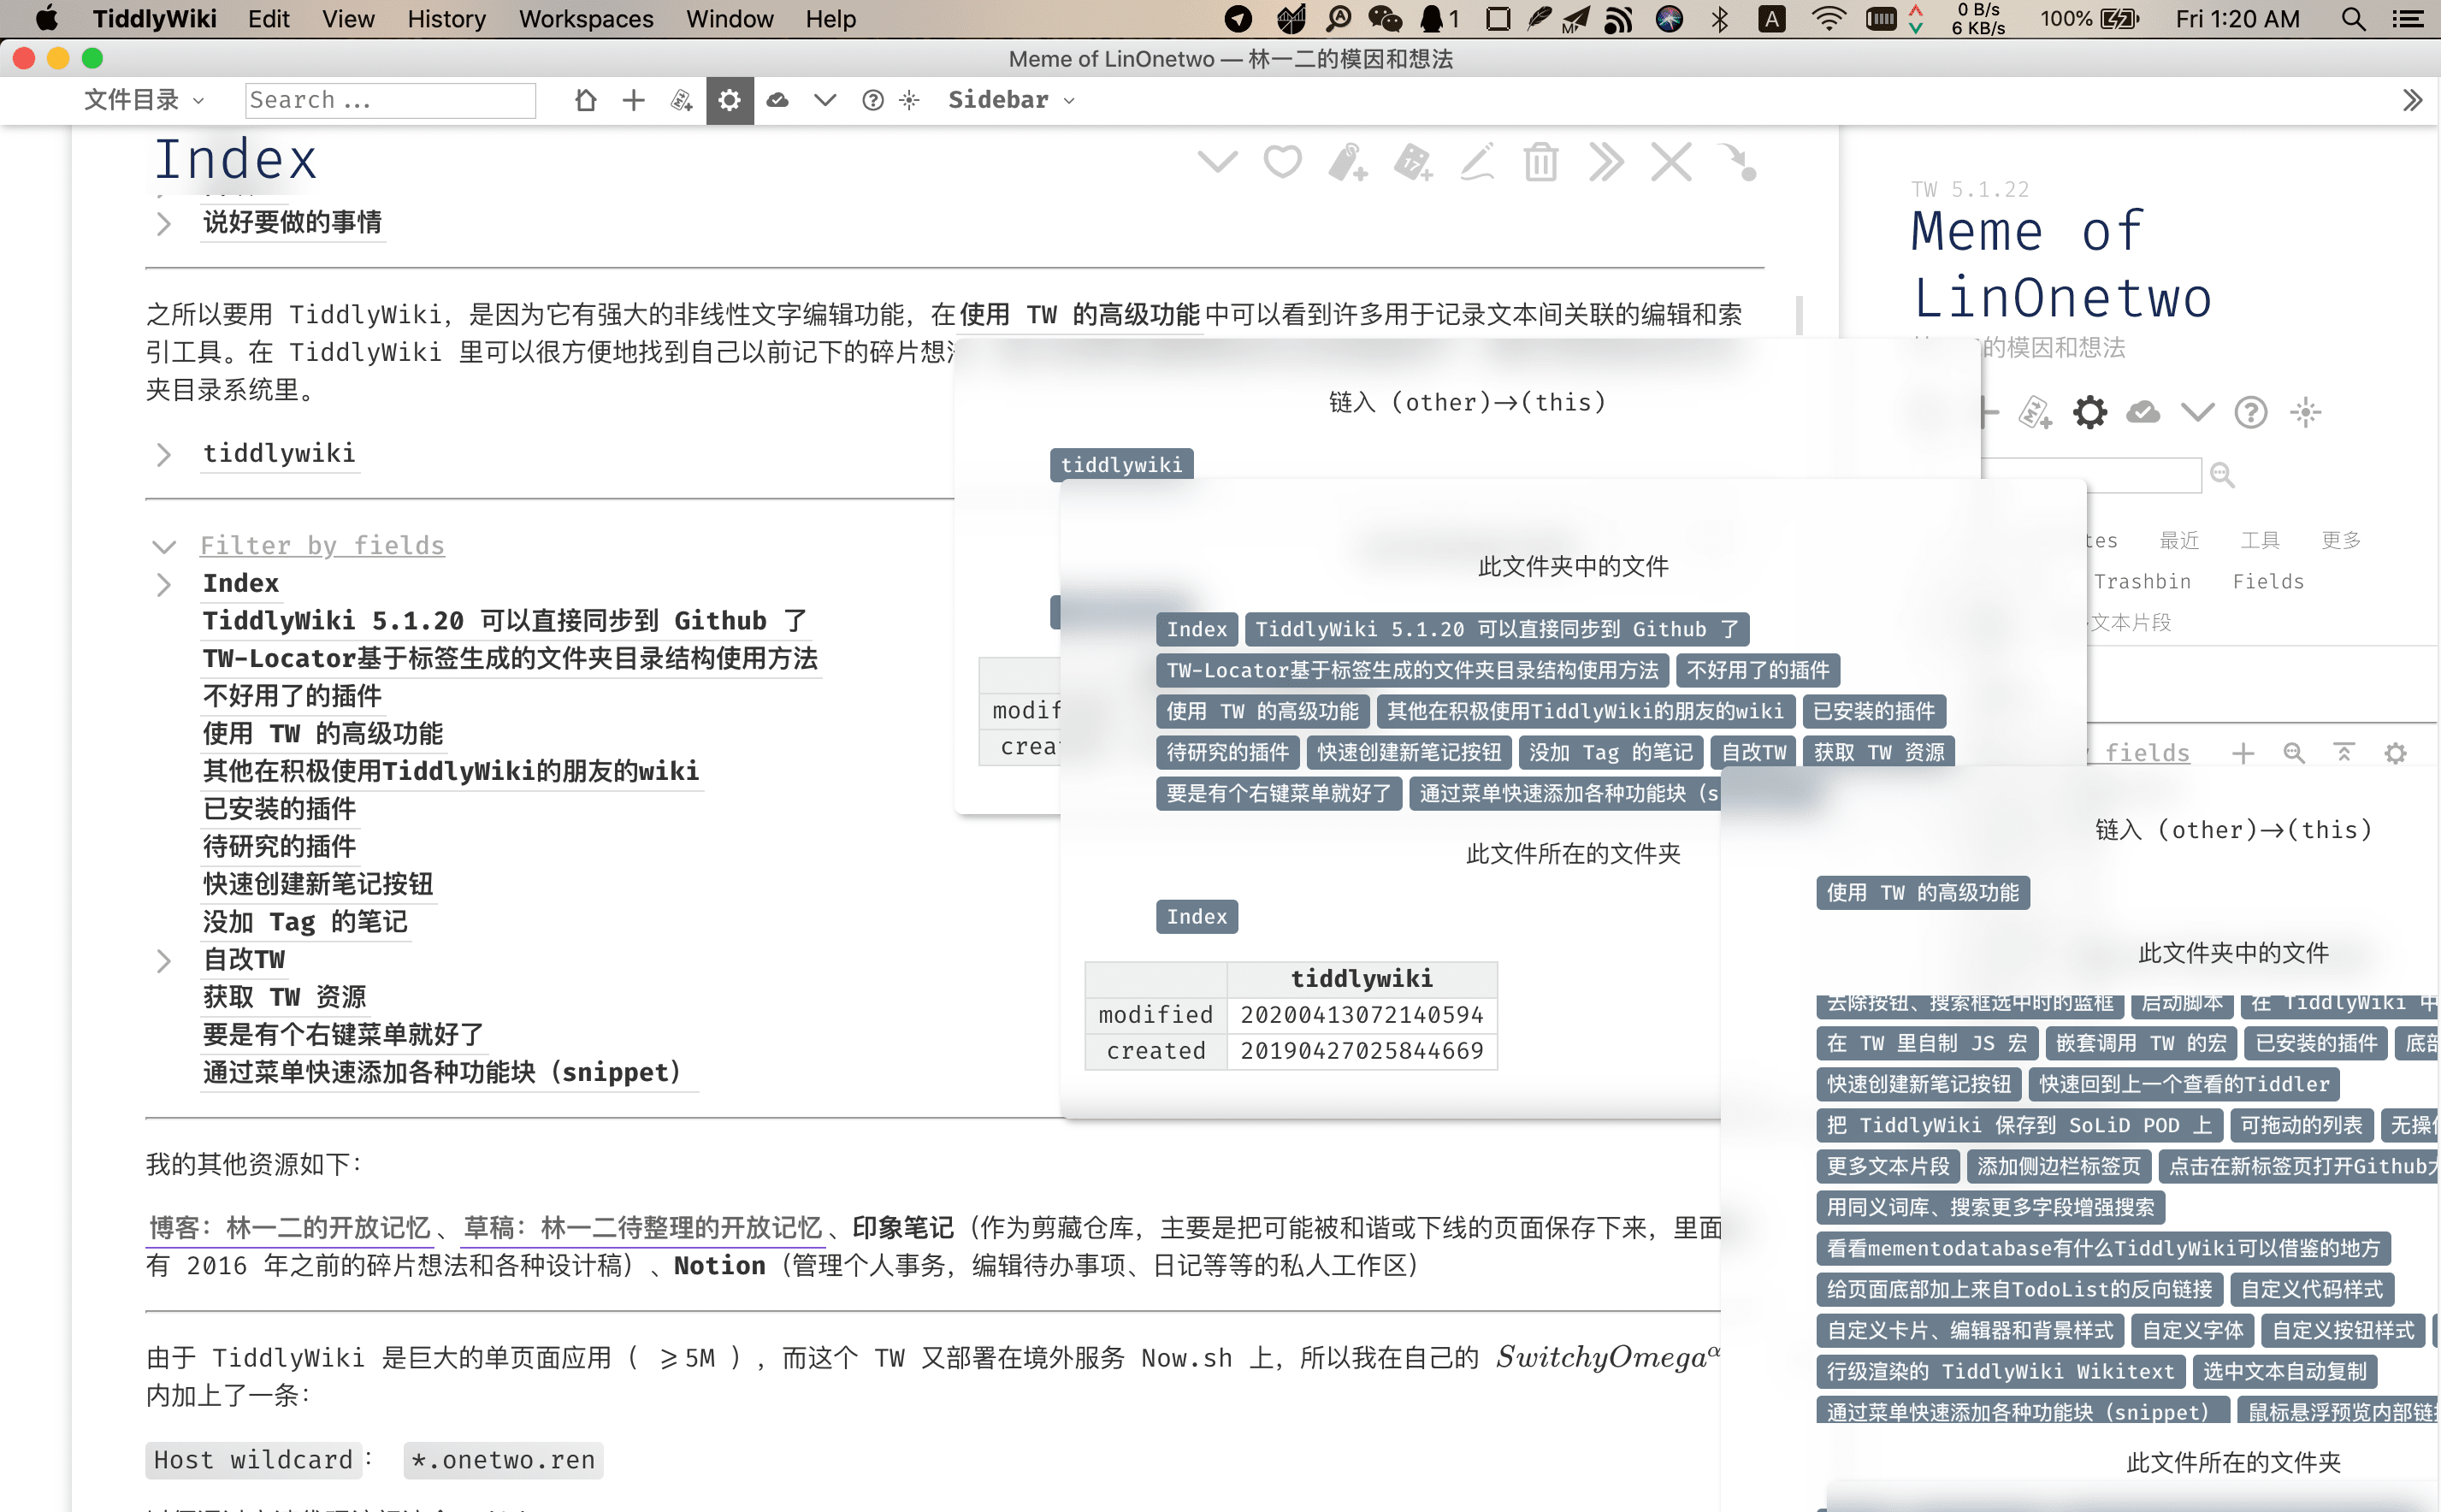 TiddlyWiki Edit View History Workspaces Window Help
1 A 0 B/s 6 KB/s 100% Fri 1:20 AM
Meme of LinOnetwo — 林一二的模因和想法
文件目录 Search ... Sidebar
Index
说好要做的事情
之所以要用 TiddlyWiki，是因为它有强大的非线性文字编辑功能，在使用 TW 的高级功能中可以看到许多用于记录文本间关联的编辑和索
引工具。在 TiddlyWiki 里可以很方便地找到自己以前记下的碎片想
夹目录系统里。
tiddlywiki
Filter by fields
Index
TiddlyWiki 5.1.20 可以直接同步到 Github 了
TW-Locator基于标签生成的文件夹目录结构使用方法
不好用了的插件
使用 TW 的高级功能
其他在积极使用TiddlyWiki的朋友的wiki
已安装的插件
待研究的插件
快速创建新笔记按钮
没加 Tag 的笔记
自改TW
获取 TW 资源
要是有个右键菜单就好了
通过菜单快速添加各种功能块（snippet）
我的其他资源如下：
博客：林一二的开放记忆、草稿：林一二待整理的开放记忆、印象笔记（作为剪藏仓库，主要是把可能被和谐或下线的页面保存下来，里面
有 2016 年之前的碎片想法和各种设计稿）、Notion（管理个人事务，编辑待办事项、日记等等的私人工作区）
由于 TiddlyWiki 是巨大的单页面应用（ ⩾5M ），而这个 TW 又部署在境外服务 Now.sh 上，所以我在自己的 SwitchyOmegaα
内加上了一条：
Host wildcard： *.onetwo.ren
链入 (other)→(this)
tiddlywiki
modif
crea
此文件夹中的文件
Index TiddlyWiki 5.1.20 可以直接同步到 Github 了
TW-Locator基于标签生成的文件夹目录结构使用方法 不好用了的插件
使用 TW 的高级功能 其他在积极使用TiddlyWiki的朋友的wiki 已安装的插件
待研究的插件 快速创建新笔记按钮 没加 Tag 的笔记 自改TW 获取 TW 资源
要是有个右键菜单就好了 通过菜单快速添加各种功能块（s
此文件所在的文件夹
Index
tiddlywiki
modified 20200413072140594
created 20190427025844669
TW 5.1.22
Meme of
LinOnetwo
的模因和想法
tes 最近 工具 更多
Trashbin Fields
文本片段
fields
链入 (other)→(this)
使用 TW 的高级功能
此文件夹中的文件
去除按钮、搜索框选中时的蓝框 启动脚本 在 TiddlyWiki 中
在 TW 里自制 JS 宏 嵌套调用 TW 的宏 已安装的插件 底部
快速创建新笔记按钮 快速回到上一个查看的Tiddler
把 TiddlyWiki 保存到 SoLiD POD 上 可拖动的列表 无操作
更多文本片段 添加侧边栏标签页 点击在新标签页打开Github
用同义词库、搜索更多字段增强搜索
看看mementodatabase有什么TiddlyWiki可以借鉴的地方
给页面底部加上来自TodoList的反向链接 自定义代码样式
自定义卡片、编辑器和背景样式 自定义字体 自定义按钮样式
行级渲染的 TiddlyWiki Wikitext 选中文本自动复制
通过菜单快速添加各种功能块（snippet） 鼠标悬浮预览内部链
此文件所在的文件夹